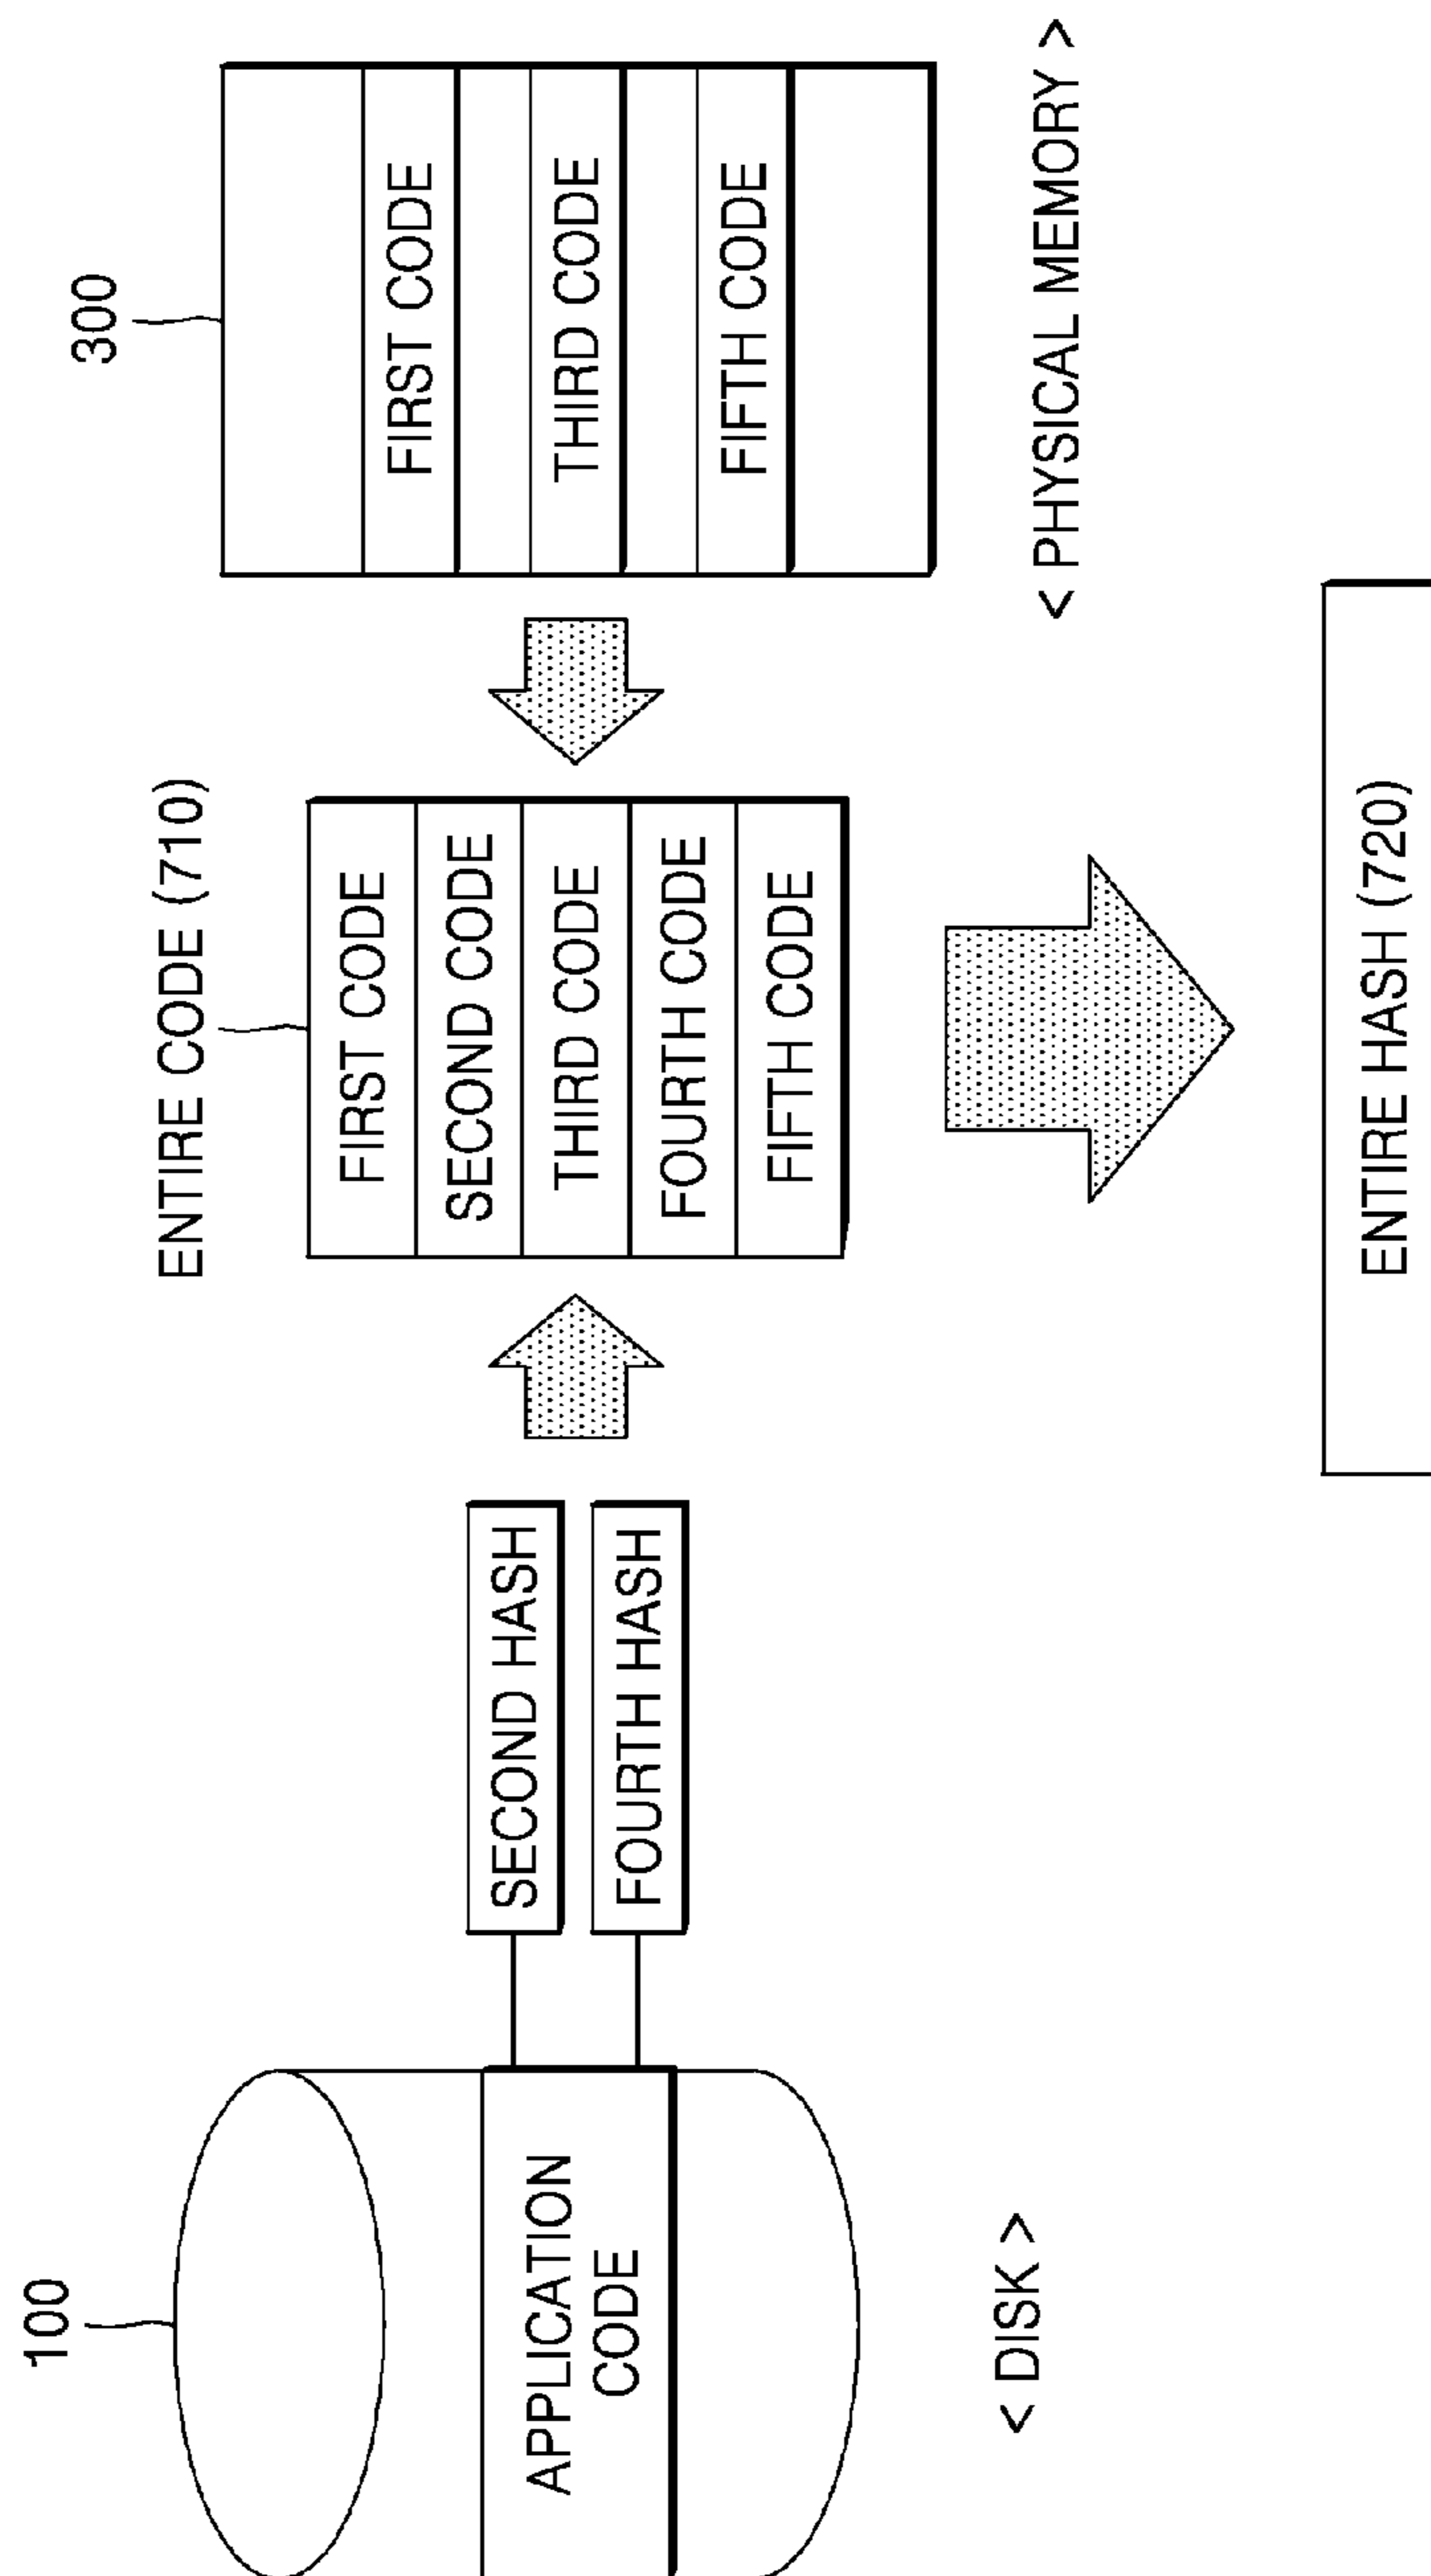 100
APPLICATION
CODE
< DISK >
SECOND HASH
FOURTH HASH
ENTIRE CODE (710)
FIRST CODE
SECOND CODE
THIRD CODE
FOURTH CODE
FIFTH CODE
300
FIRST CODE
THIRD CODE
FIFTH CODE
< PHYSICAL MEMORY >
ENTIRE HASH (720)